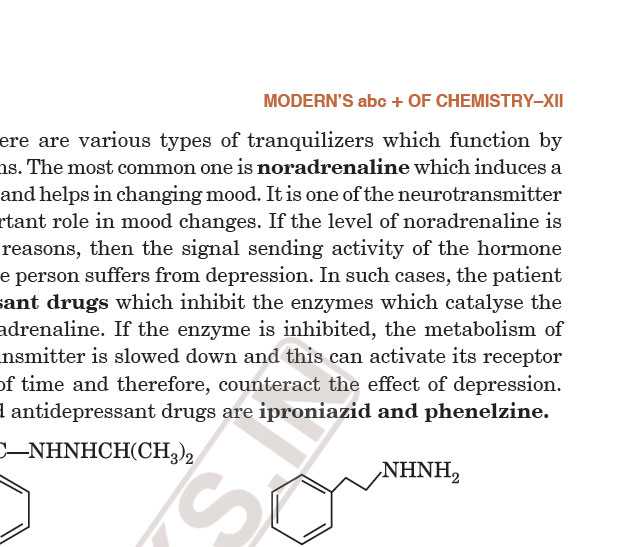 MODERN'S abc + OF CHEMISTRY–XII
ere are various types of tranquilizers which function by
ns. The most common one is noradrenaline which induces a
and helps in changing mood. It is one of the neurotransmitter
rtant role in mood changes. If the level of noradrenaline is
reasons, then the signal sending activity of the hormone
e person suffers from depression. In such cases, the patient
sant drugs which inhibit the enzymes which catalyse the
adrenaline. If the enzyme is inhibited, the metabolism of
nsmitter is slowed down and this can activate its receptor
of time and therefore, counteract the effect of depression.
d antidepressant drugs are iproniazid and phenelzine.
C—NHNHCH(CH₃)₂
NHNH₂
S.IN